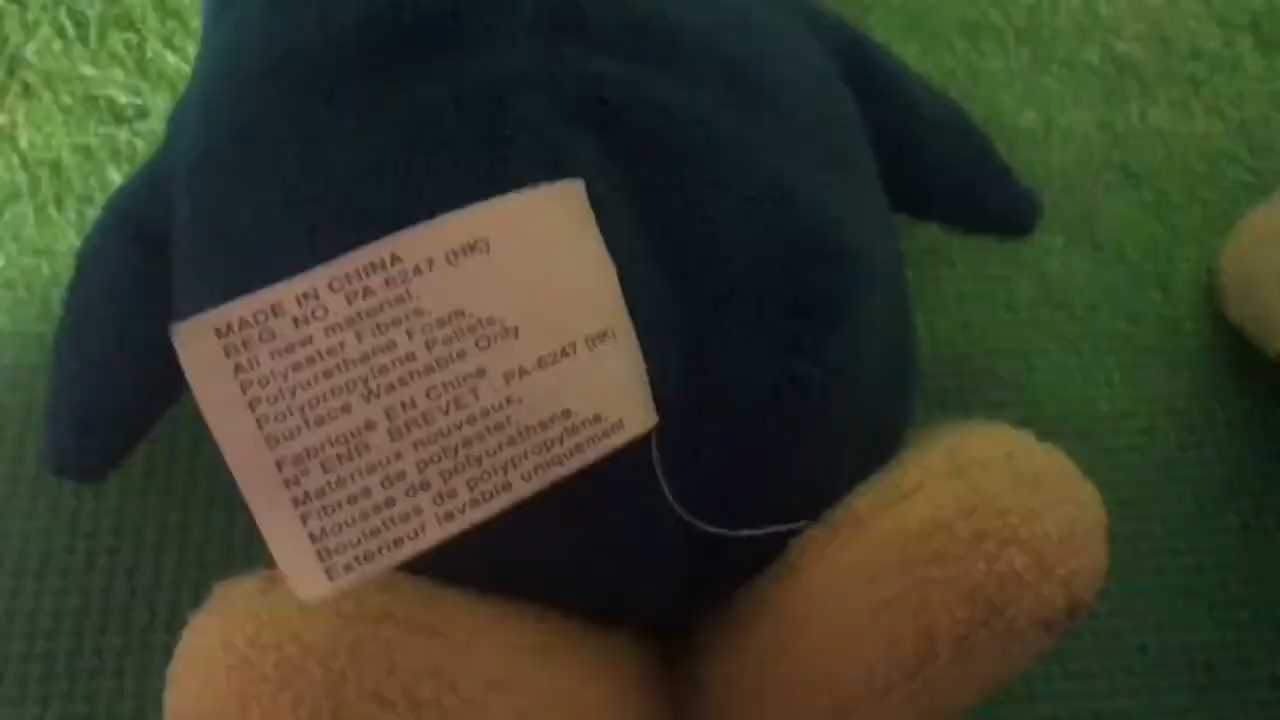 MADE IN CHINA
REG. NO. PA-6247 (HK)
All new material.
Polyester Fibers,
Polyurethane Foam,
Polypropylene Pellets,
Surface Washable Only
Fabriqué EN Chine
Nº ENR BREVET PA-6247 (HK)
Matériaux nouveaux,
Fibres de polyester,
Mousse de polyurathane,
Boulettes de polypropylène,
Extérieur lavable uniquement